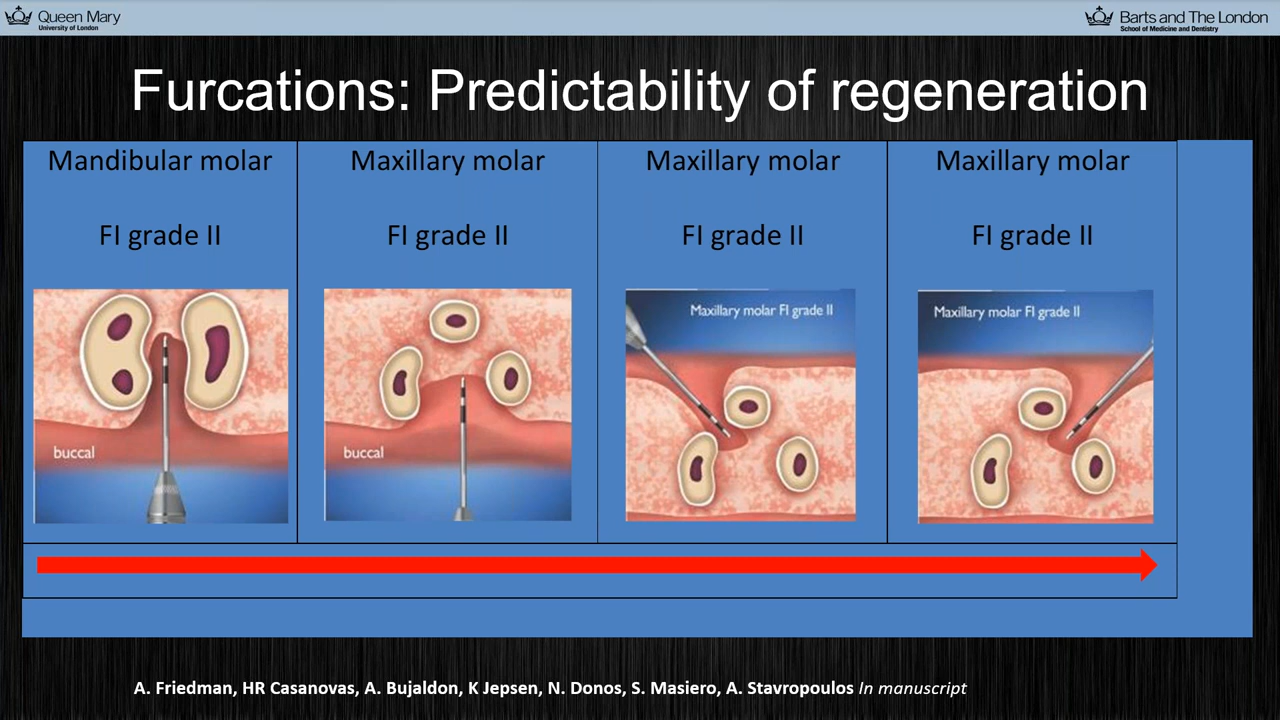 Queen Mary
University of London
Barts and The London
School of Medicine and Dentistry
Furcations: Predictability of regeneration
Mandibular molar
FI grade II
buccal
Maxillary molar
FI grade II
buccal
Maxillary molar
FI grade II
Maxillary molar FI grade II
Maxillary molar
FI grade II
Maxillary molar FI grade II
A. Friedman, HR Casanovas, A. Bujaldon, K Jepsen, N. Donos, S. Masiero, A. Stavropoulos In manuscript